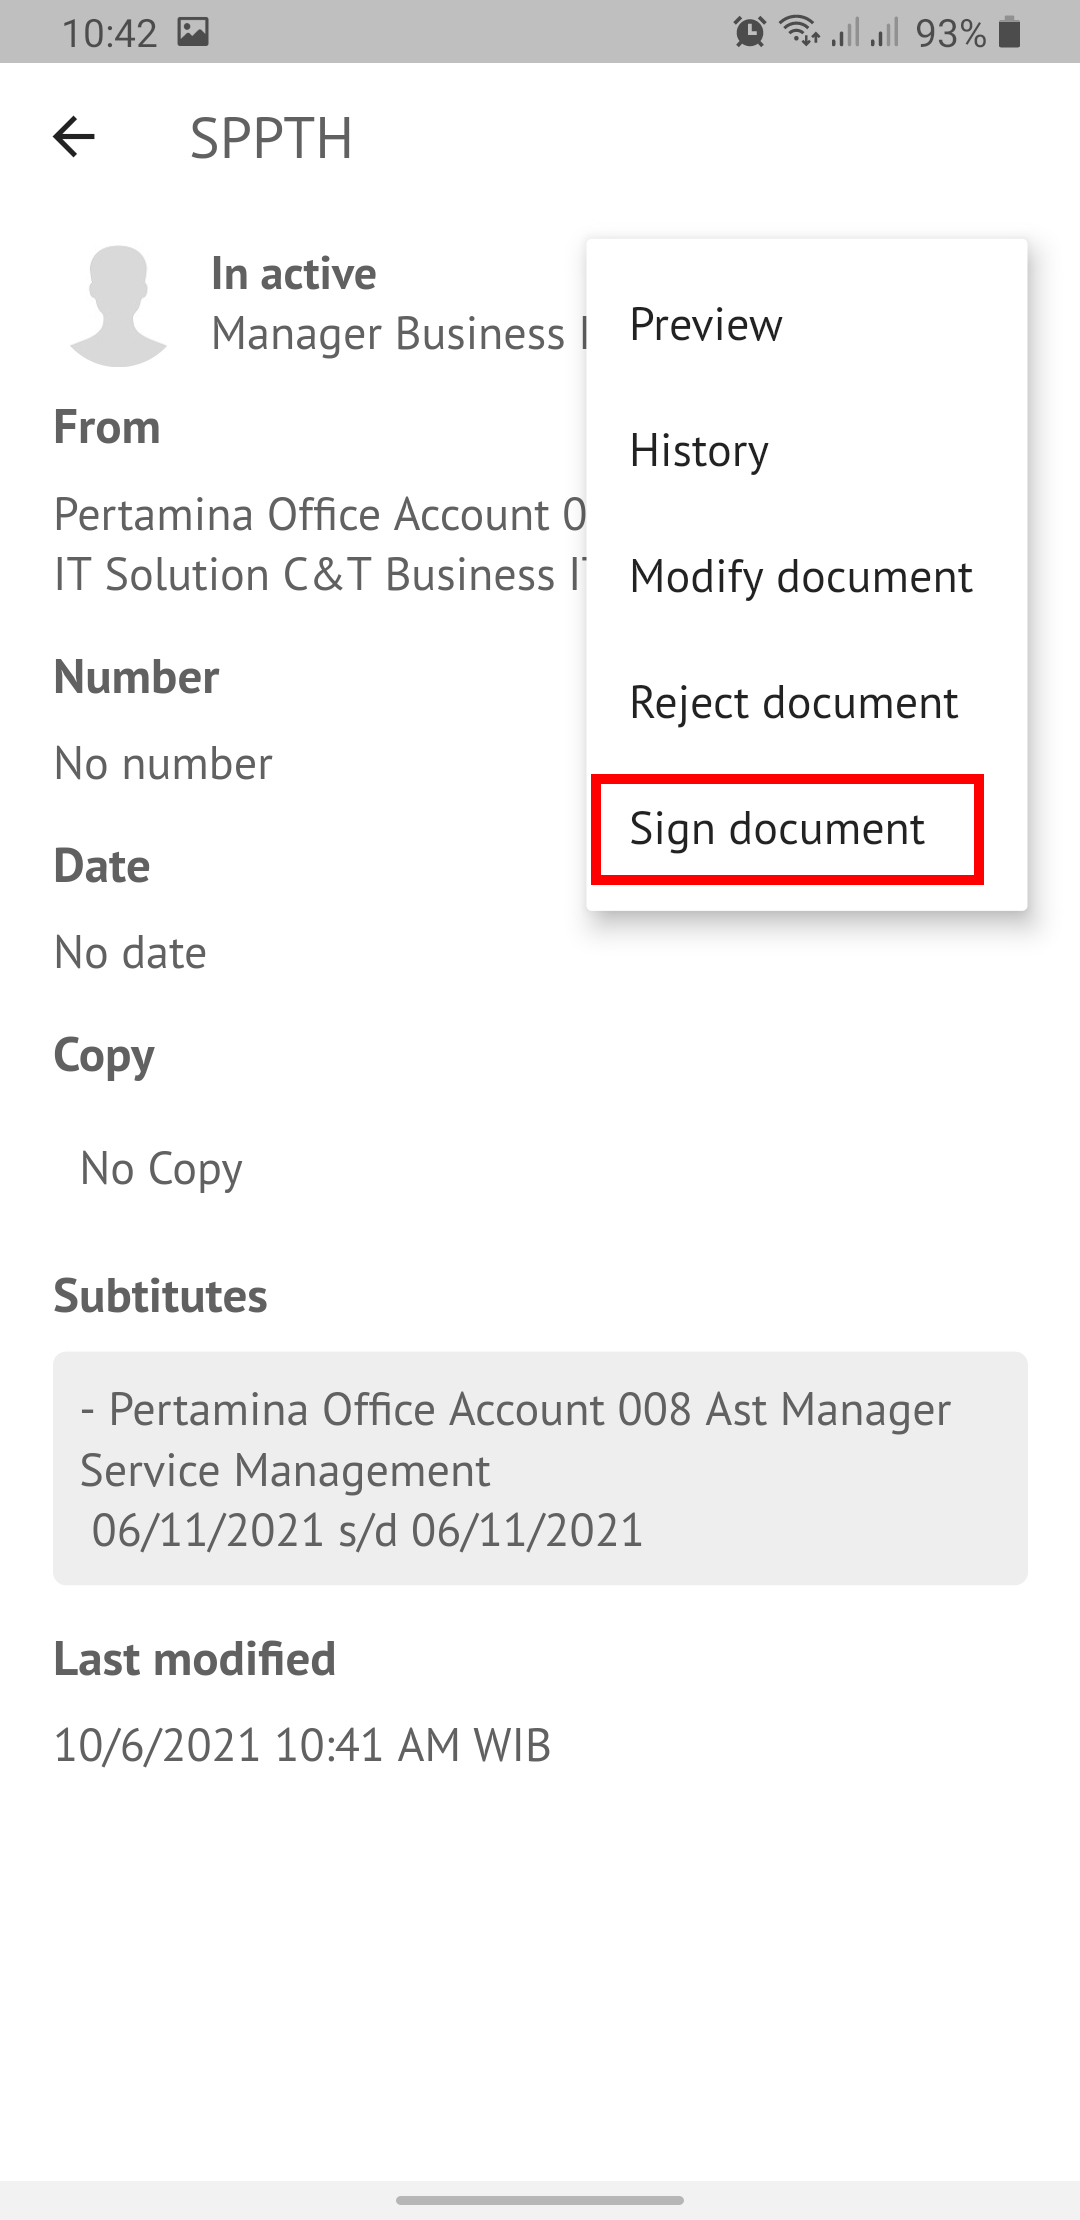 10:42
93%
SPPTH
In active
Manager Business
Preview
History
Modify document
Reject document
Sign document
From
Pertamina Office Account 0
IT Solution C&T Business
Number
No number
Date
No date
Copy
No Copy
Subtitutes
- Pertamina Office Account 008 Ast Manager
Service Management
06/11/2021 s/d 06/11/2021
Last modified
10/6/2021 10:41 AM WIB